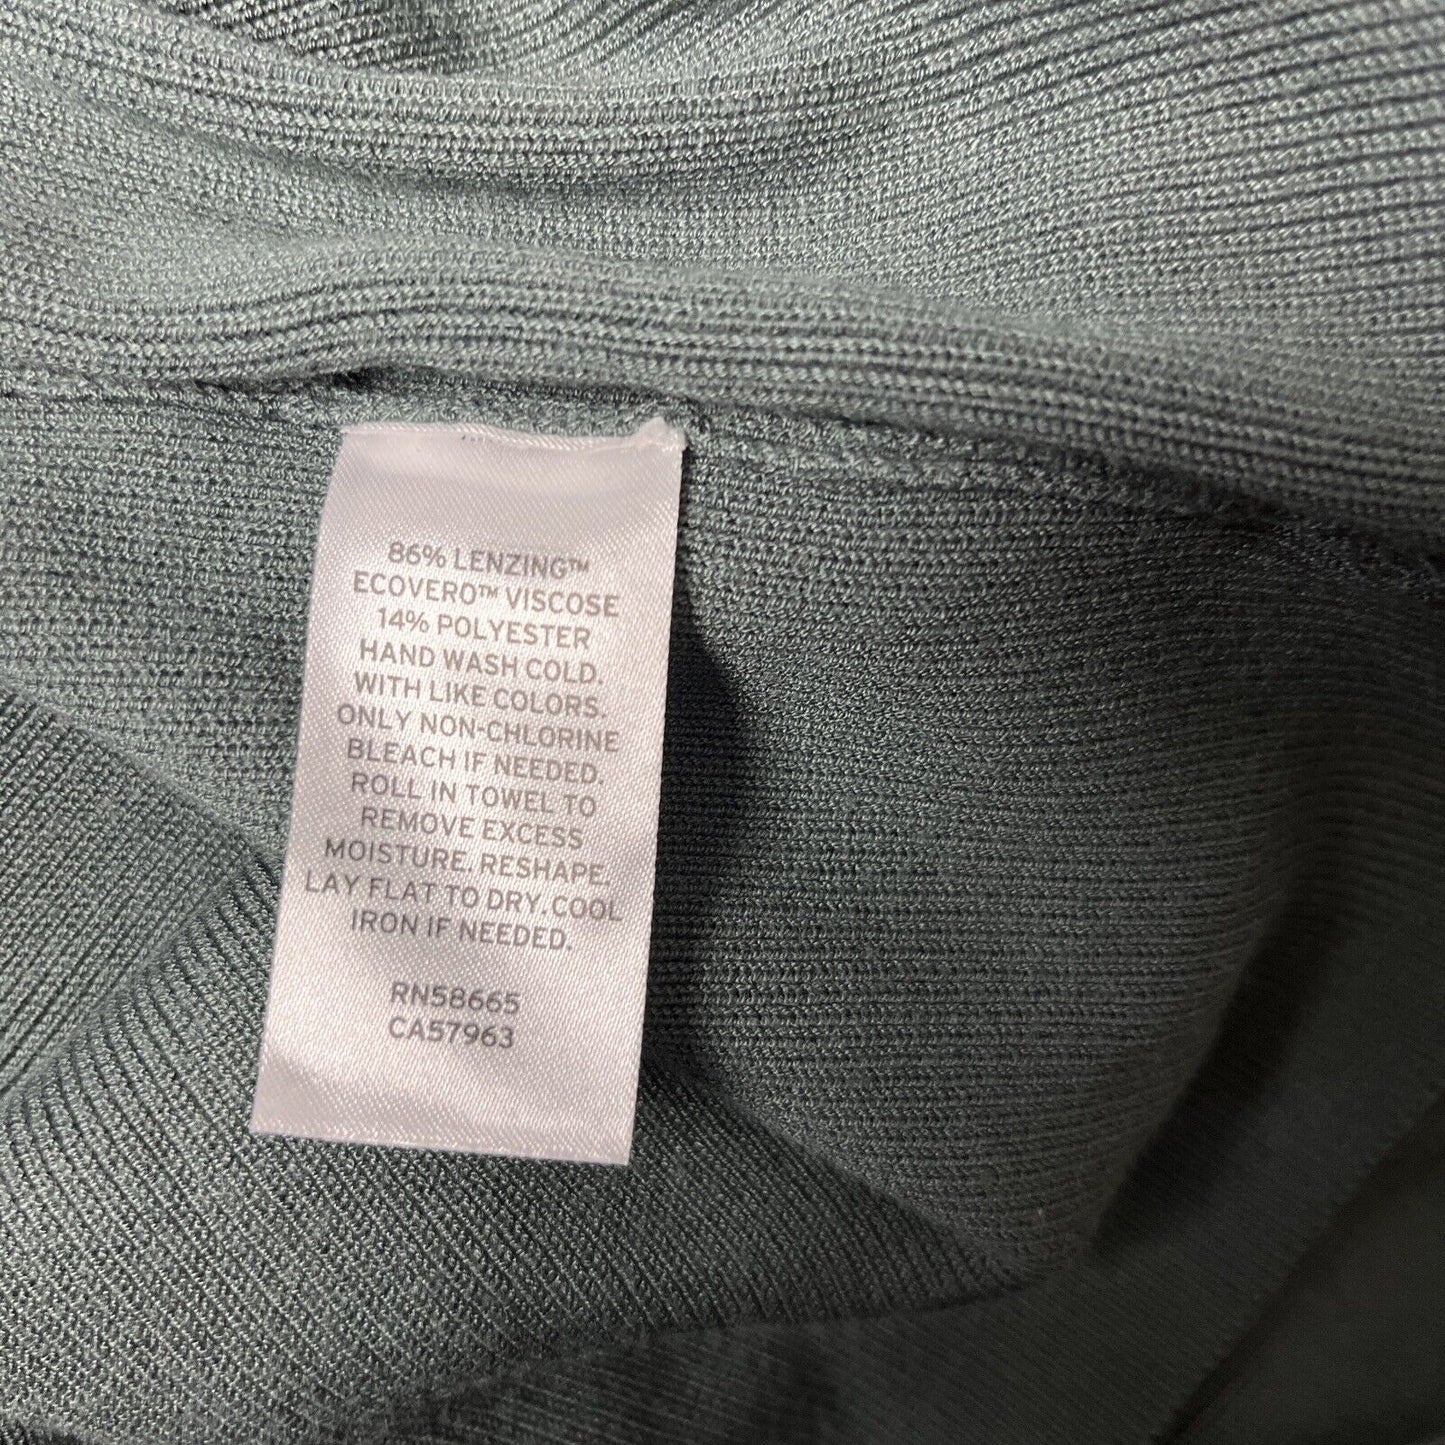 86% LENZING™
ECOVERO™ VISCOSE
14% POLYESTER
HAND WASH COLD.
WITH LIKE COLORS.
ONLY NON-CHLORINE
BLEACH IF NEEDED.
ROLL IN TOWEL TO
REMOVE EXCESS
MOISTURE. RESHAPE.
LAY FLAT TO DRY. COOL
IRON IF NEEDED.
RN58665
CA57963